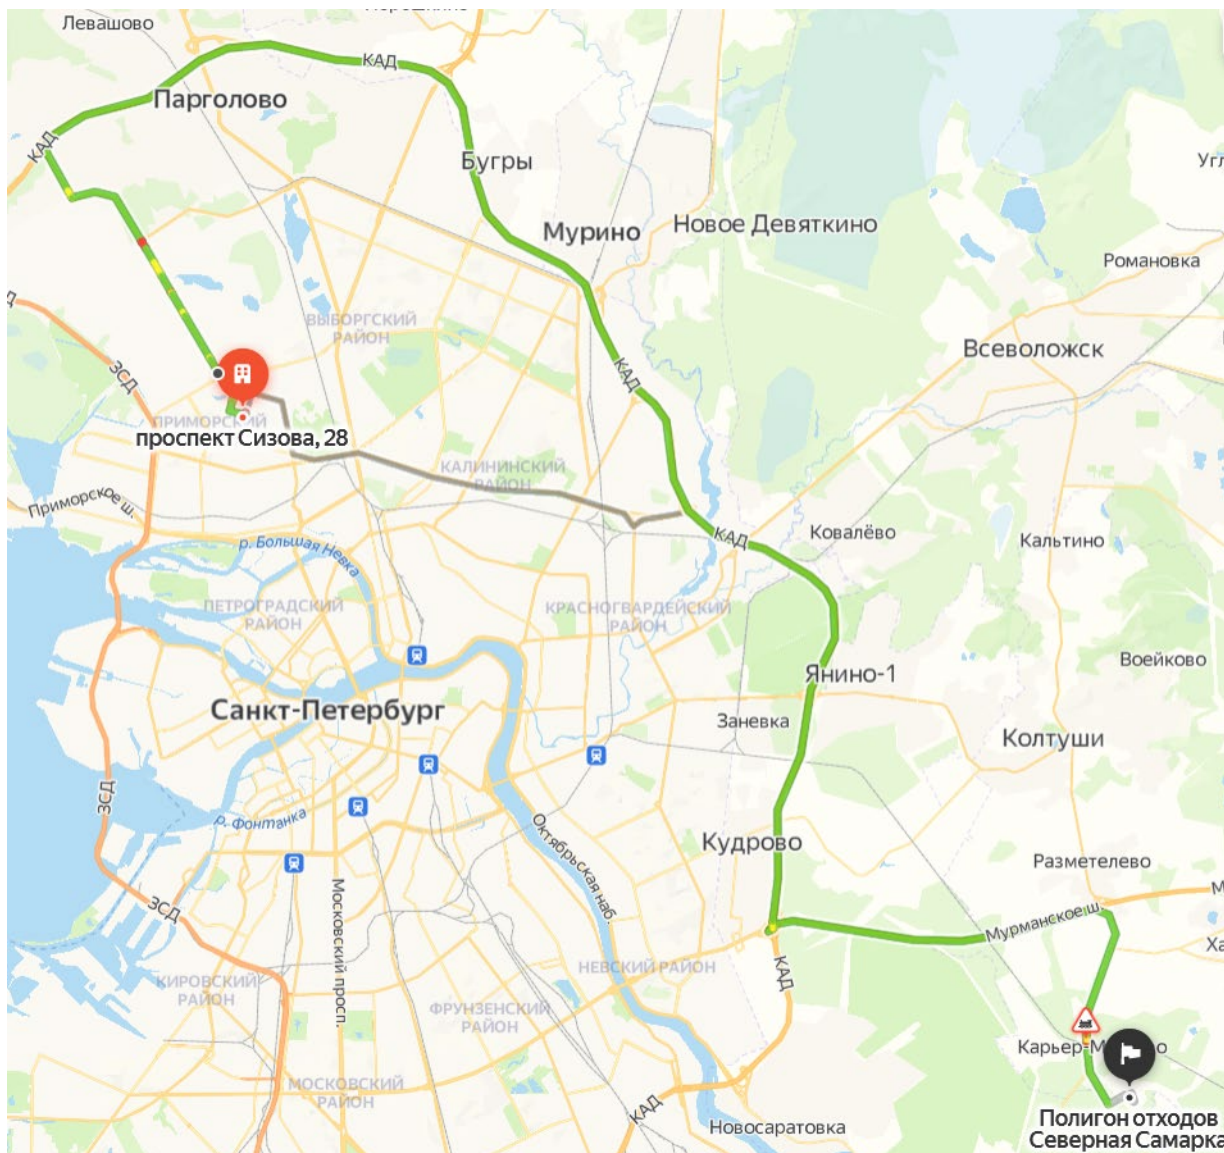 Левашово
КАД
Парголово
КАД
Бугры
Мурино
Новое Девяткино
Романовка
ВЫБОРГСКИЙ
РАЙОН
Всеволожск
ЗСД
КАД
ПРИМОРСКИЙ
проспект Сизова, 28
КАЛИНИНСКИЙ
РАЙОН
Приморское ш.
КАД
Ковалёво
Кальтино
р. Большая Невка
ПЕТРОГРАДСКИЙ
РАЙОН
КРАСНОГВАРДЕЙСКИЙ
РАЙОН
Воейково
Янино-1
Санкт-Петербург
Заневка
Колтуши
ЗСД
р. Фонтанка
Октябрьская наб.
Кудрово
Разметелево
ЗСД
Московский просп.
Мурманское ш.
НЕВСКИЙ РАЙОН
КАД
КИРОВСКИЙ
РАЙОН
ФРУНЗЕНСКИЙ
РАЙОН
МОСКОВСКИЙ
РАЙОН
КАД
Новосаратовка
Полигон отходов
Северная Самарка